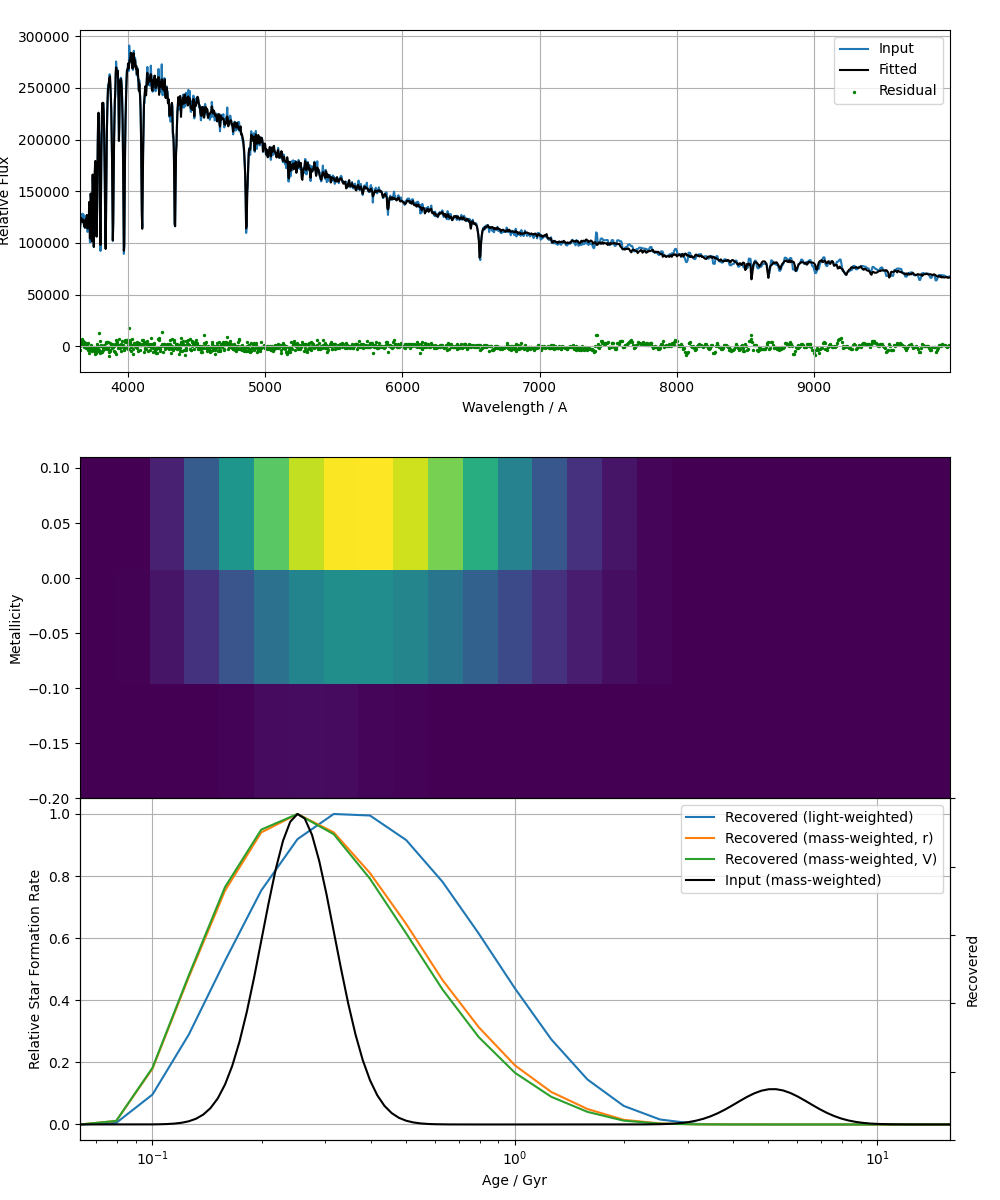 300000
250000
200000
150000
100000
50000
0
Relative Flux
Input
Fitted
Residual
4000
5000
6000
7000
8000
9000
Wavelength / A
0.10
0.05
0.00
−0.05
−0.10
−0.15
−0.20
Metallicity
1.0
0.8
0.6
0.4
0.2
0.0
Relative Star Formation Rate
Recovered (light-weighted)
Recovered (mass-weighted, r)
Recovered (mass-weighted, V)
Input (mass-weighted)
Recovered
10⁻¹
10⁰
10¹
Age / Gyr